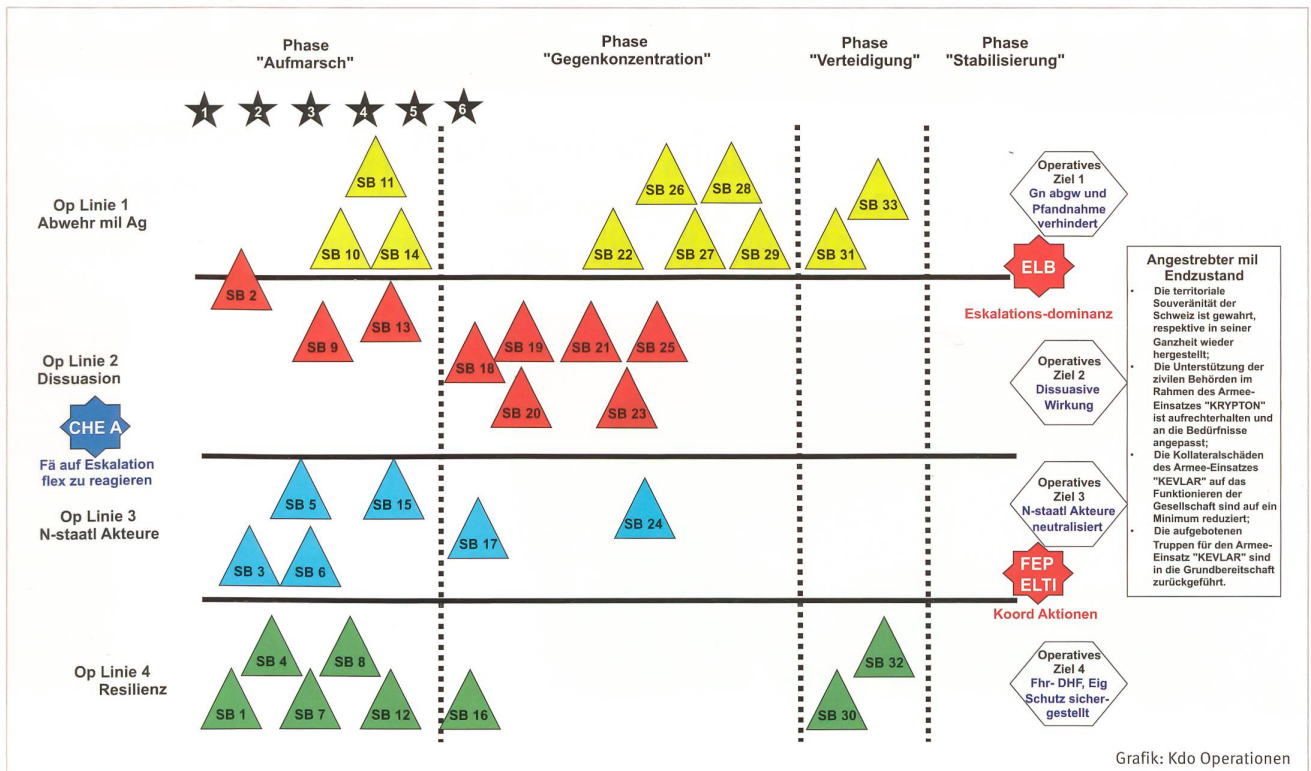 Phase
"Aufmarsch"
Phase
"Gegenkonzentration"
Phase
"Verteidigung"
Phase
"Stabilisierung"
1
2
3
4
5
6
Op Linie 1
Abwehr mil Ag
SB 11
SB 10
SB 14
SB 26
SB 28
SB 22
SB 27
SB 29
SB 33
SB 31
Operatives
Ziel 1
Gn abgw und
Pfandnahme
verhindert
ELB
Eskalations-dominanz
Op Linie 2
Dissuasion
CHE A
Fä auf Eskalation
flex zu reagieren
SB 2
SB 9
SB 13
SB 18
SB 19
SB 21
SB 25
SB 20
SB 23
Operatives
Ziel 2
Dissuasive
Wirkung
Op Linie 3
N-staatl Akteure
SB 5
SB 15
SB 3
SB 6
SB 17
SB 24
Operatives
Ziel 3
N-staatl Akteure
neutralisiert
FEP
ELTI
Koord Aktionen
Op Linie 4
Resilienz
SB 4
SB 8
SB 1
SB 7
SB 12
SB 16
SB 32
SB 30
Operatives
Ziel 4
Fhr- DHF, Eig
Schutz sicher-
gestellt
Angestrebter mil
Endzustand
• Die territoriale
Souveränität der
Schweiz ist gewahrt,
respektive in seiner
Ganzheit wieder
hergestellt;
• Die Unterstützung der
zivilen Behörden im
Rahmen des Armee-
Einsatzes "KRYPTON"
ist aufrechterhalten und
an die Bedürfnisse
angepasst;
• Die Kollateralschäden
des Armee-Einsatzes
"KEVLAR" auf das
Funktionieren der
Gesellschaft sind auf ein
Minimum reduziert;
• Die aufgebotenen
Truppen für den Armee-
Einsatz "KEVLAR" sind
in die Grundbereitschaft
zurückgeführt.
Grafik: Kdo Operationen